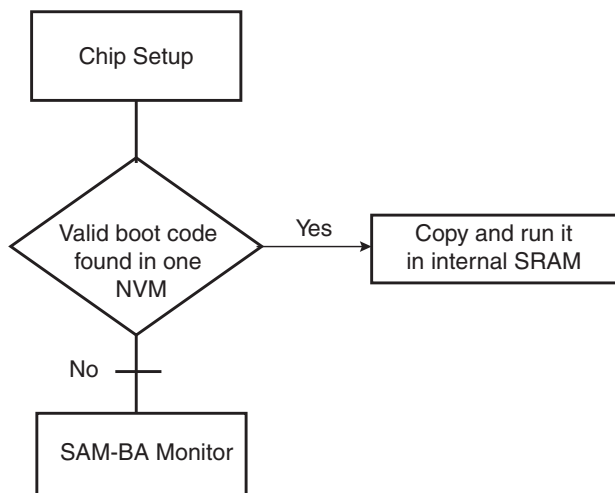 Chip Setup
Valid boot code
found in one
NVM
Yes
Copy and run it
in internal SRAM
No
SAM-BA Monitor